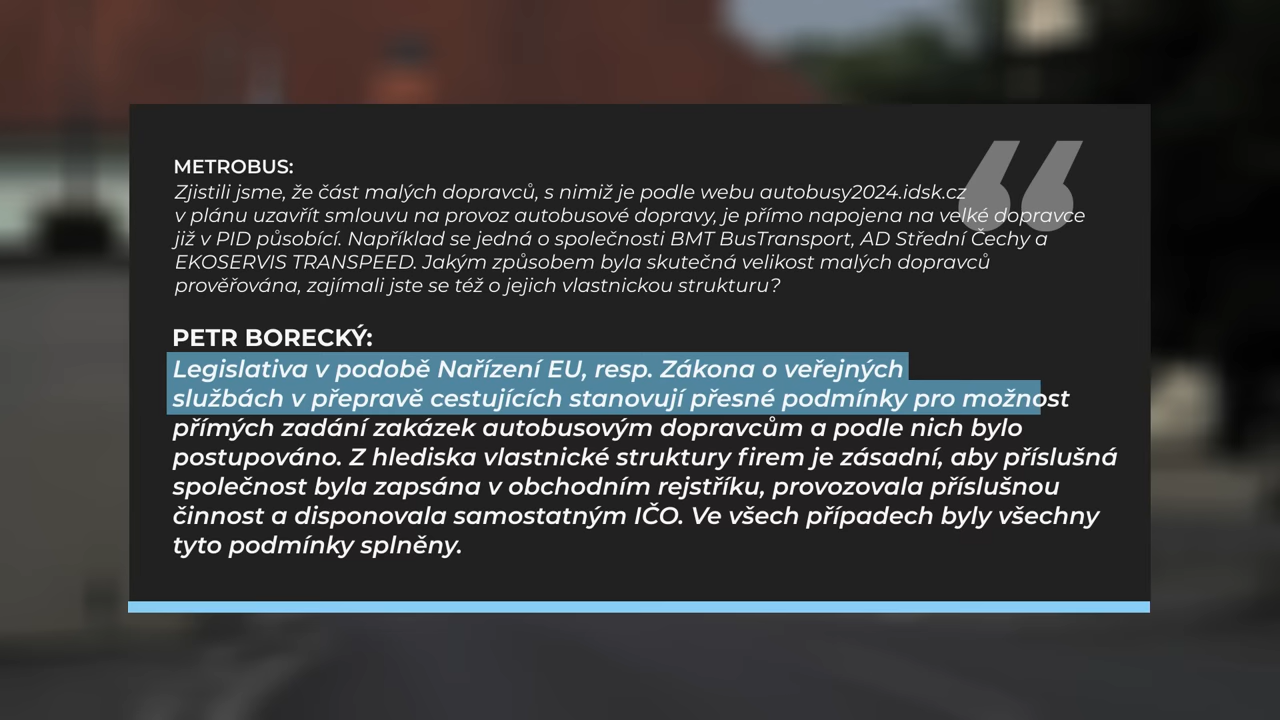 METROBUS:
Zjistili jsme, že část malých dopravců, s nimiž je podle webu autobusy2024.idsk.cz
v plánu uzavřít smlouvu na provoz autobusové dopravy, je přímo napojena na velké dopravce
již v PID působící. Například se jedná o společnosti BMT BusTransport, AD Střední Čechy a
EKOSERVIS TRANSPEED. Jakým způsobem byla skutečná velikost malých dopravců
prověřována, zajímali jste se též o jejich vlastnickou strukturu?
PETR BORECKÝ:
Legislativa v podobě Nařízení EU, resp. Zákona o veřejných
službách v přepravě cestujících stanovují přesné podmínky pro možnost
přímých zadání zakázek autobusovým dopravcům a podle nich bylo
postupováno. Z hlediska vlastnické struktury firem je zásadní, aby příslušná
společnost byla zapsána v obchodním rejstříku, provozovala příslušnou
činnost a disponovala samostatným IČO. Ve všech případech byly všechny
tyto podmínky splněny.